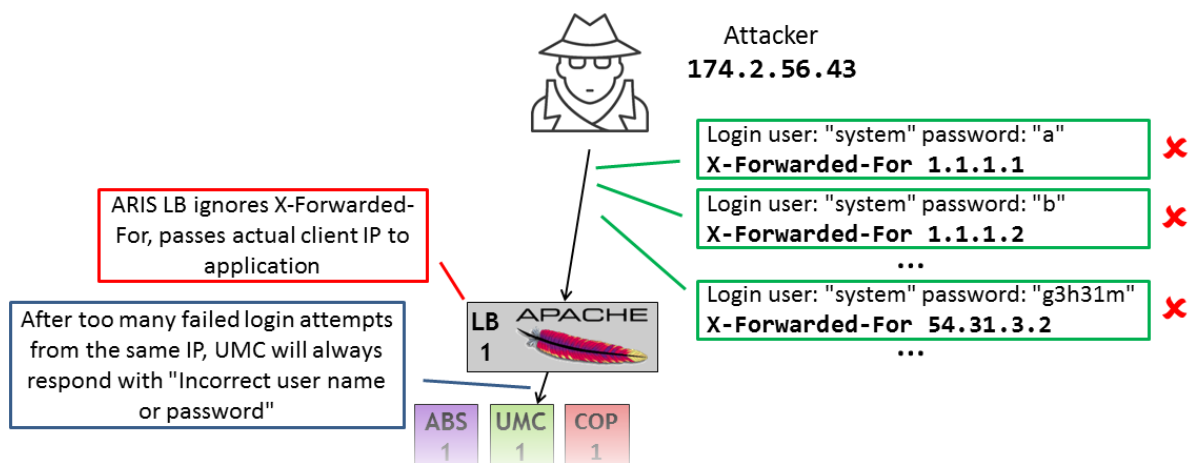 Attacker
174.2.56.43
Login user: "system" password: "a"
X-Forwarded-For 1.1.1.1
Login user: "system" password: "b"
X-Forwarded-For 1.1.1.2
...
Login user: "system" password: "g3h31m"
X-Forwarded-For 54.31.3.2
...
ARIS LB ignores X-Forwarded-
For, passes actual client IP to
application
After too many failed login attempts
from the same IP, UMC will always
respond with "Incorrect user name
or password"
LB
1
APACHE
ABS
1
UMC
1
COP
1